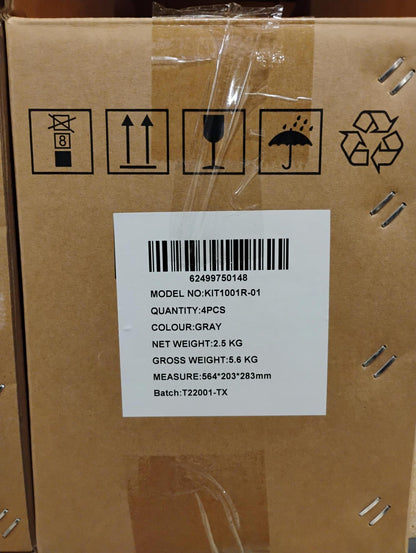 8
62499750148
MODEL NO:KIT1001R-01
QUANTITY:4PCS
COLOUR:GRAY
NET WEIGHT:2.5 KG
GROSS WEIGHT:5.6 KG
MEASURE:564*203*283mm
Batch:T22001-TX